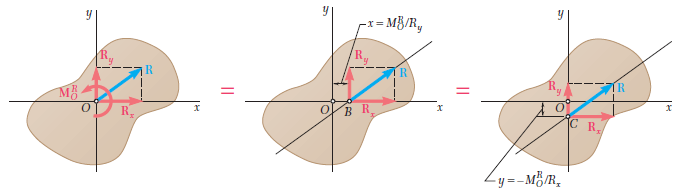 y
R_y
R
M_O^R
O
R_x
x
=
y
x = M_O^R/R_y
R_y
R
O
B
R_x
x
=
y
R_y
R
O
C
R_x
x
y = −M_O^R/R_x